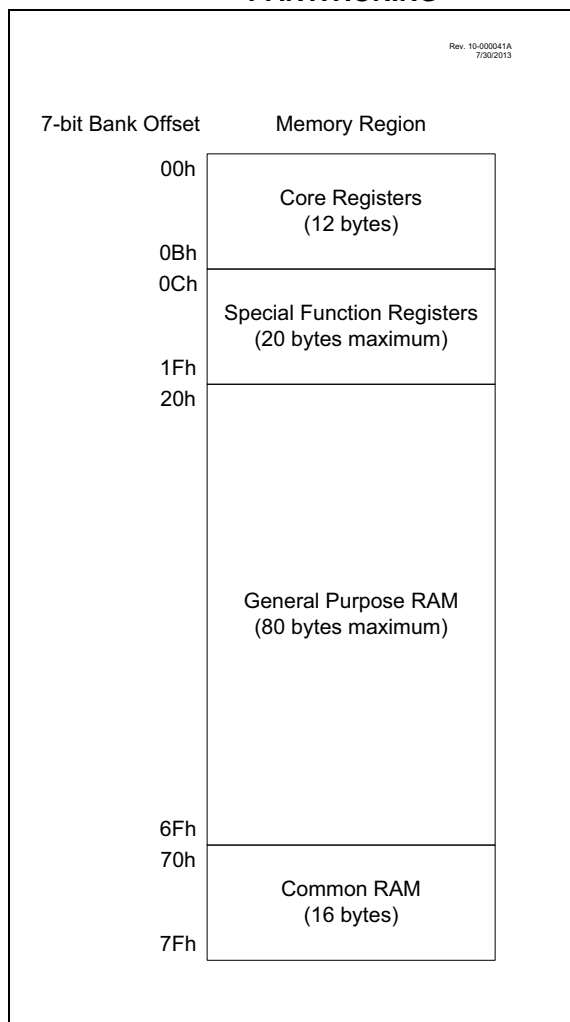 Rev. 10-000041A
7/30/2013
7-bit Bank Offset Memory Region
00h
Core Registers
(12 bytes)
0Bh
0Ch
Special Function Registers
(20 bytes maximum)
1Fh
20h
General Purpose RAM
(80 bytes maximum)
6Fh
70h
Common RAM
(16 bytes)
7Fh